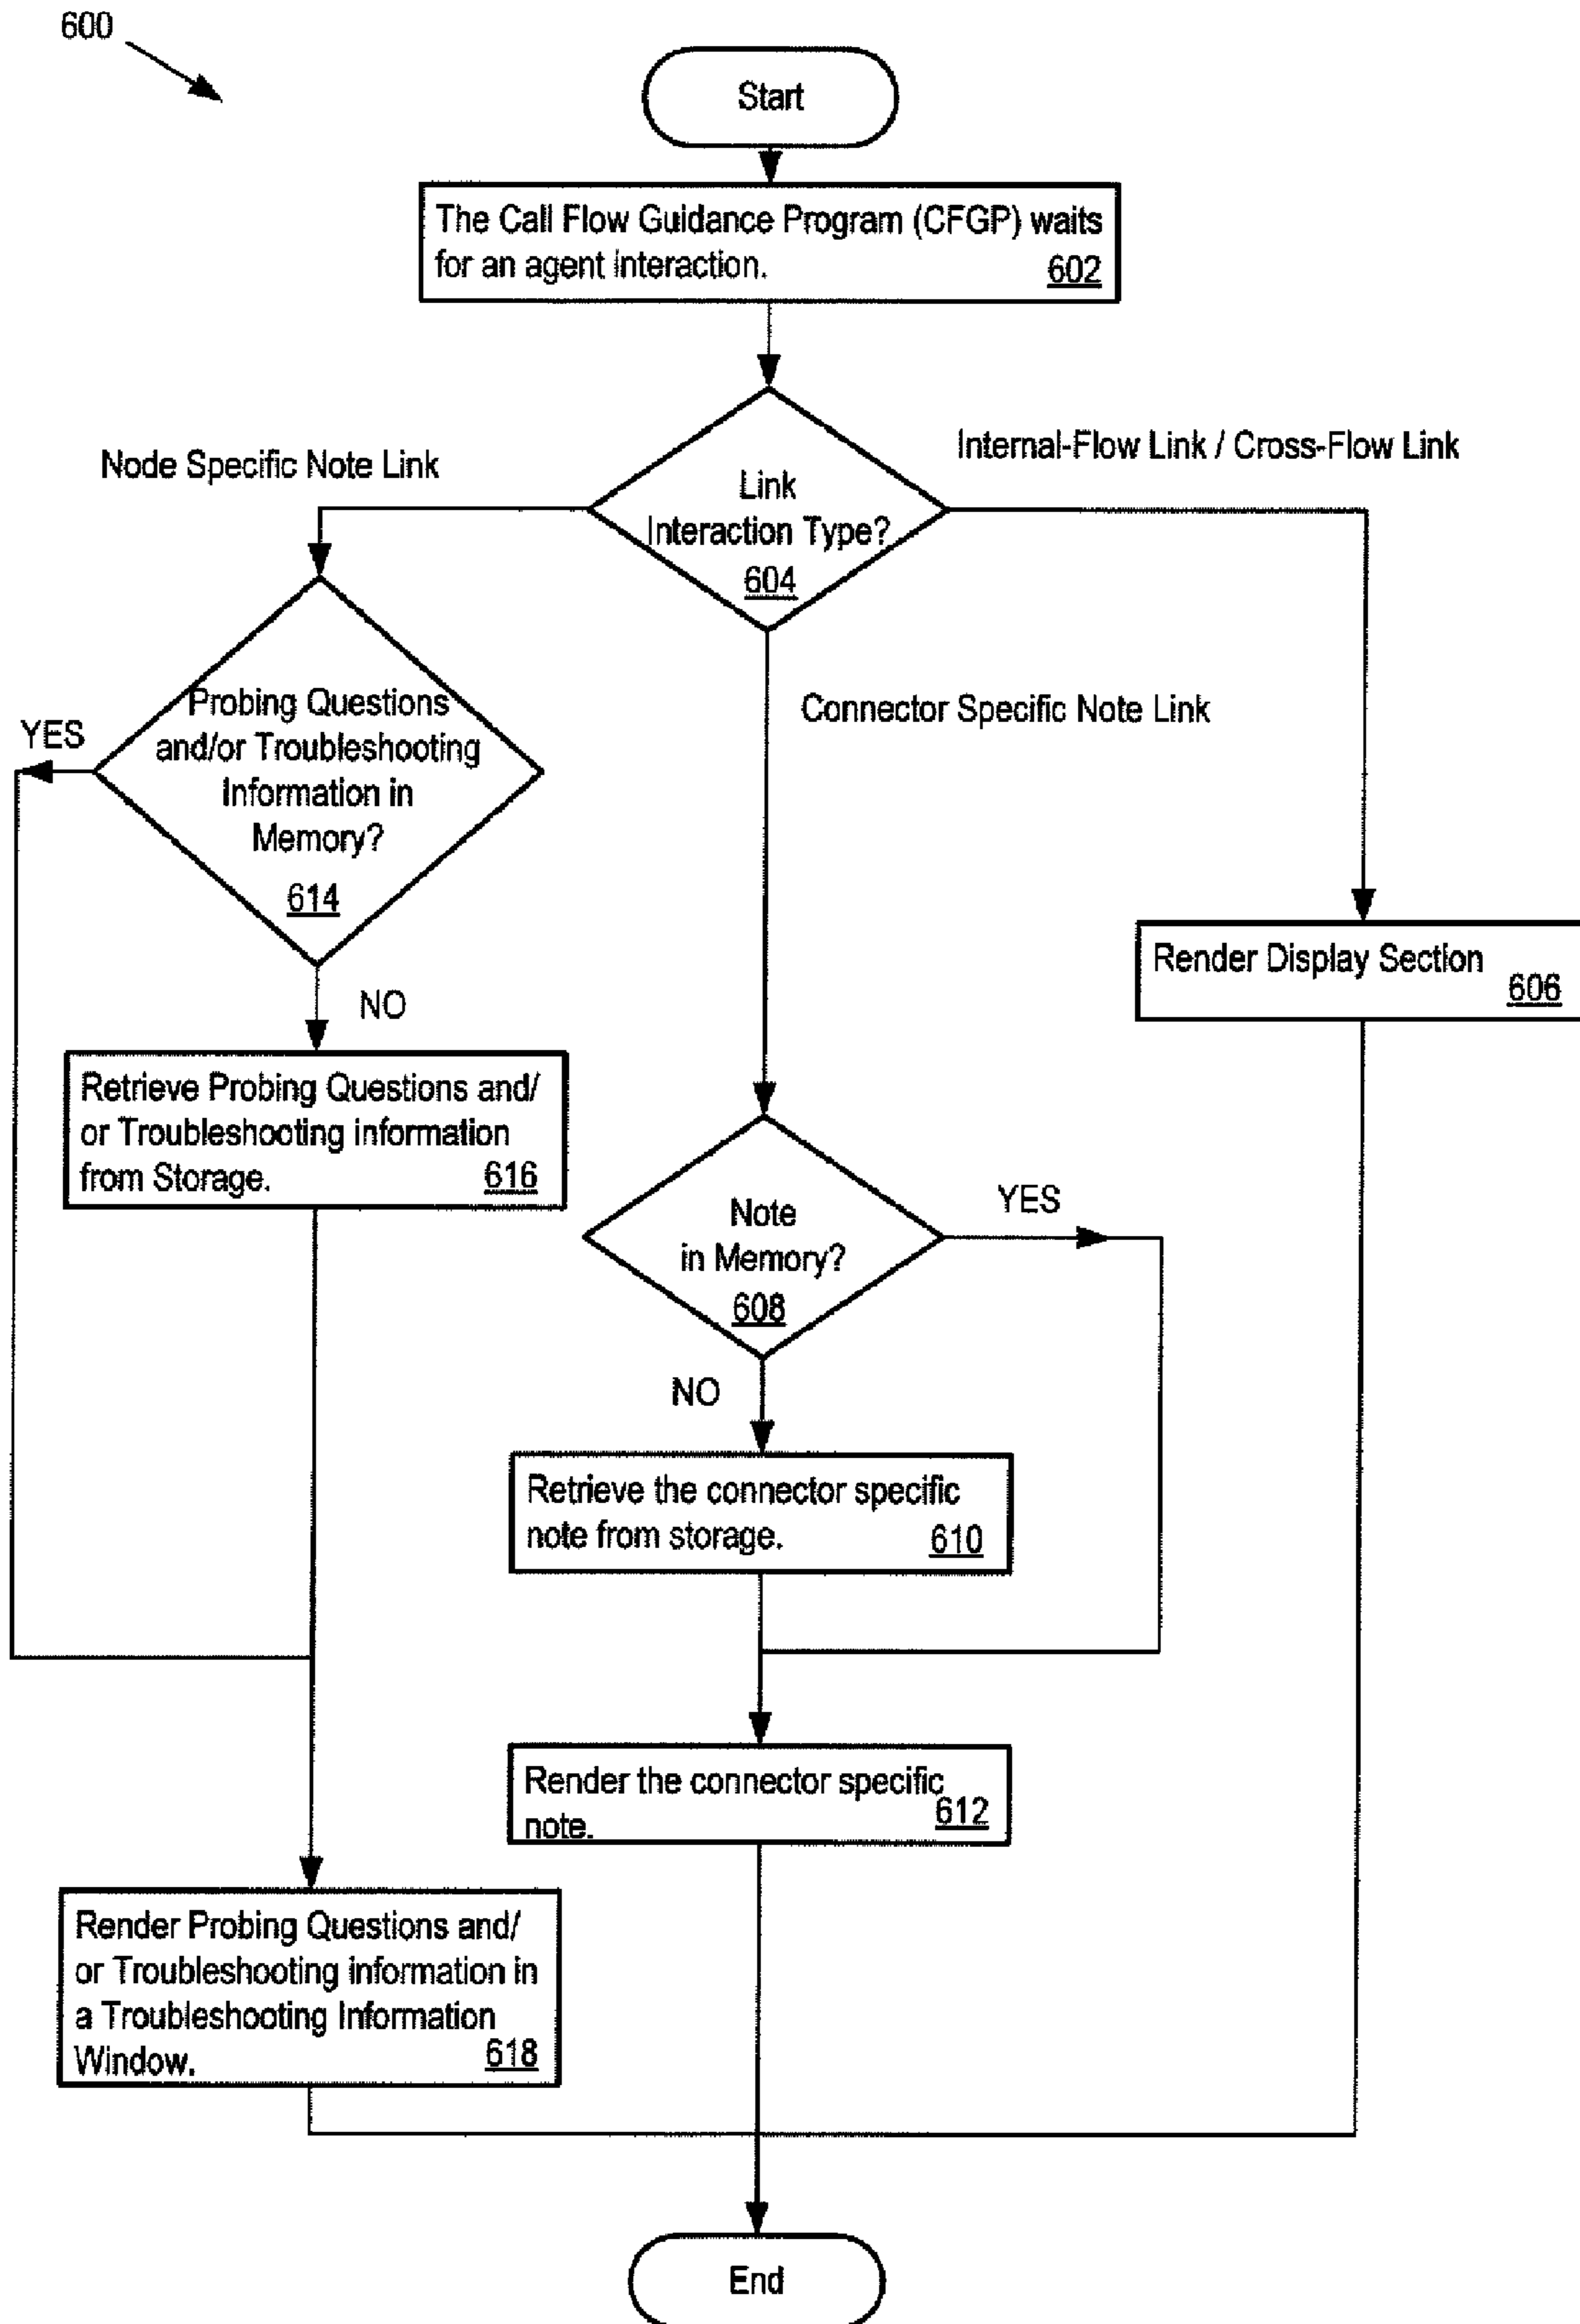 600
Start
The Call Flow Guidance Program (CFGP) waits
for an agent interaction. 602
Internal-Flow Link / Cross-Flow Link
Node Specific Note Link
Link
Interaction Type?
604
Probing Questions
and/or Troubleshooting
Information in
Memory?
614
YES
Connector Specific Note Link
Render Display Section
606
NO
Retrieve Probing Questions and/
or Troubleshooting information
from Storage. 616
Note
in Memory?
608
YES
NO
Retrieve the connector specific
note from storage. 610
Render the connector specific
note. 612
Render Probing Questions and/
or Troubleshooting information in
a Troubleshooting Information
Window. 618
End